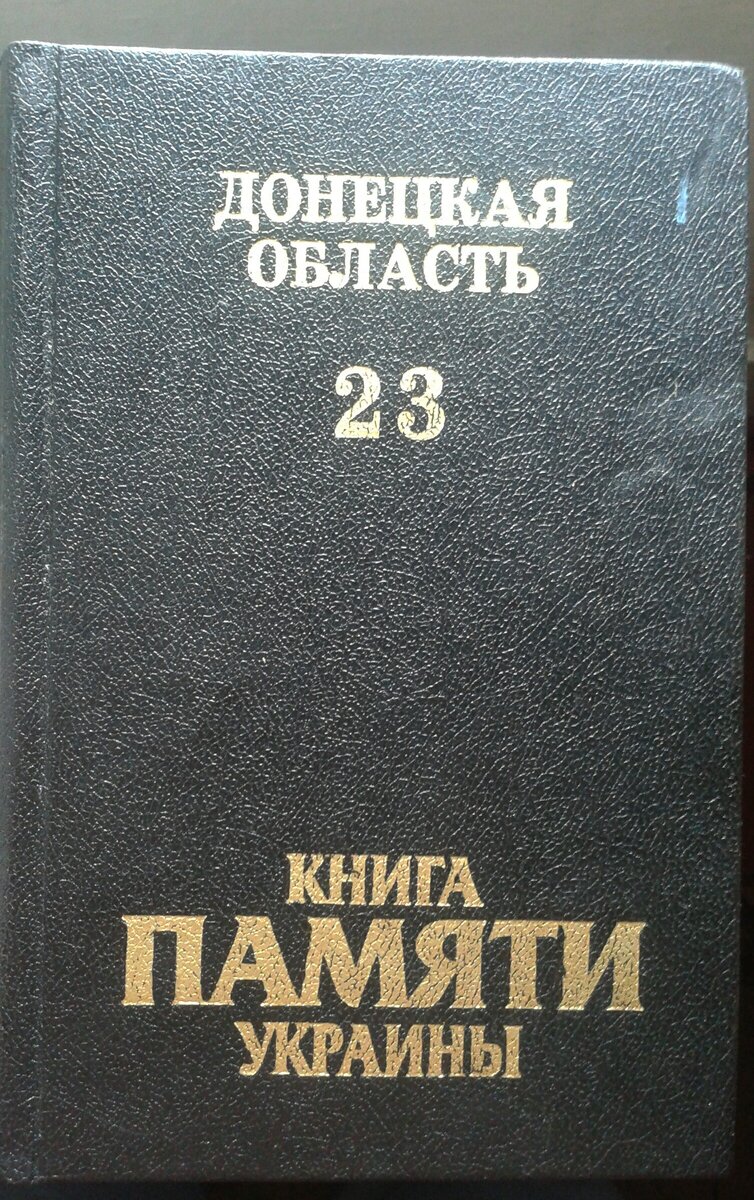 ДОНЕЦКАЯ
ОБЛАСТЬ
23
КНИГА
ПАМЯТИ
УКРАИНЫ